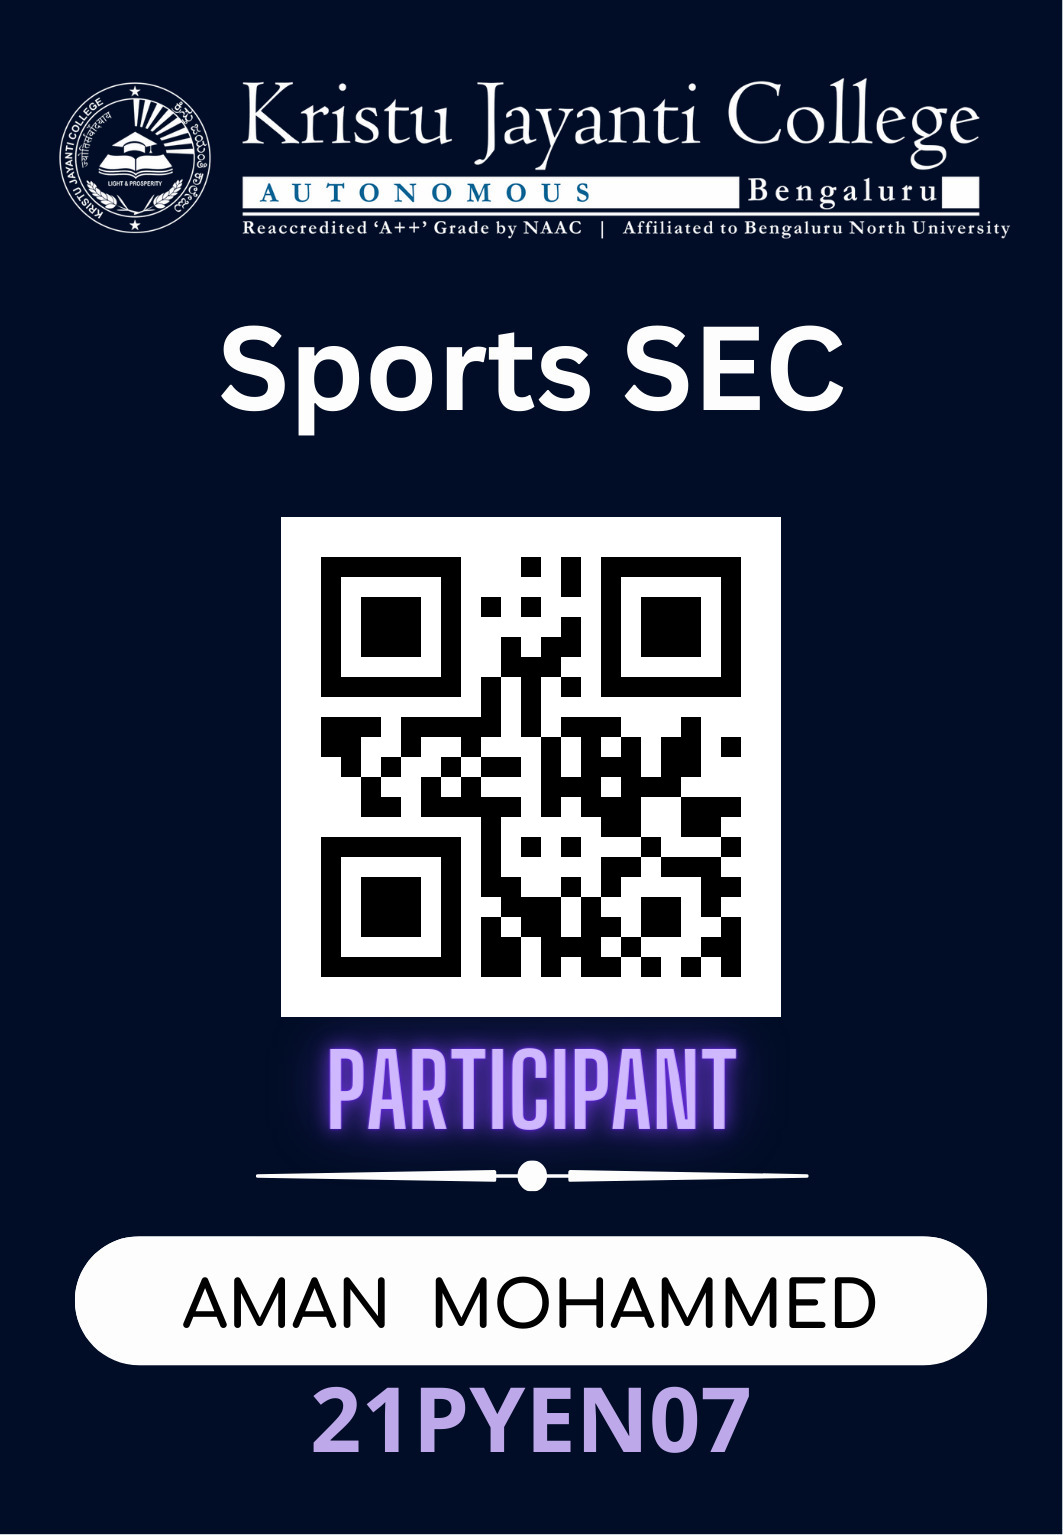 Kristu Jayanti College
AUTONOMOUS Bengaluru
Reaccredited ‘A++’ Grade by NAAC | Affiliated to Bengaluru North University
KRISTU JAYANTI COLLEGE
LIGHT & PROSPERITY
Sports SEC
PARTICIPANT
AMAN MOHAMMED
21PYEN07